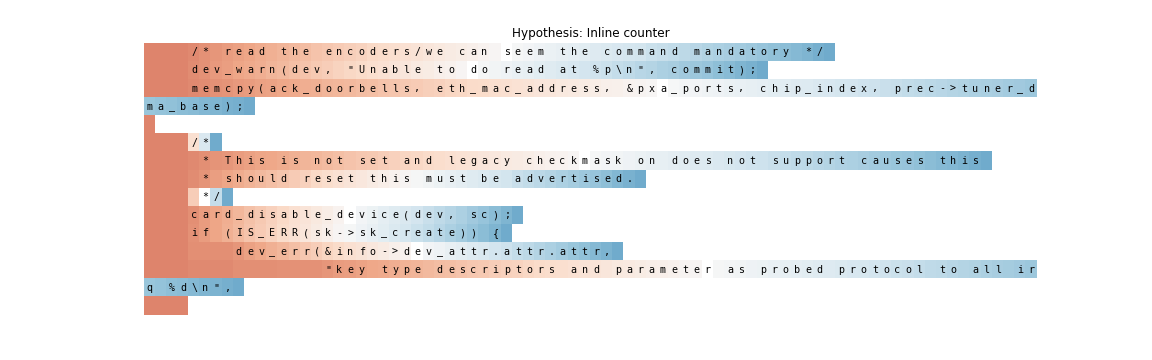 Hypothesis: Inline counter
/* read the encoders/we can seem the command mandatory */
dev_warn(dev, "Unable to do read at %p\n", commit);
memcpy(ack_doorbells, eth_mac_address, &pxa_ports, chip_index, prec->tuner_d
ma_base);
/*
* This is not set and legacy checkmask on does not support causes this
* should reset this must be advertised.
*/
card_disable_device(dev, sc);
if (IS_ERR(sk->sk_create)) {
dev_err(&info->dev_attr.attr.attr,
"key type descriptors and parameter as probed protocol to all ir
q %d\n",